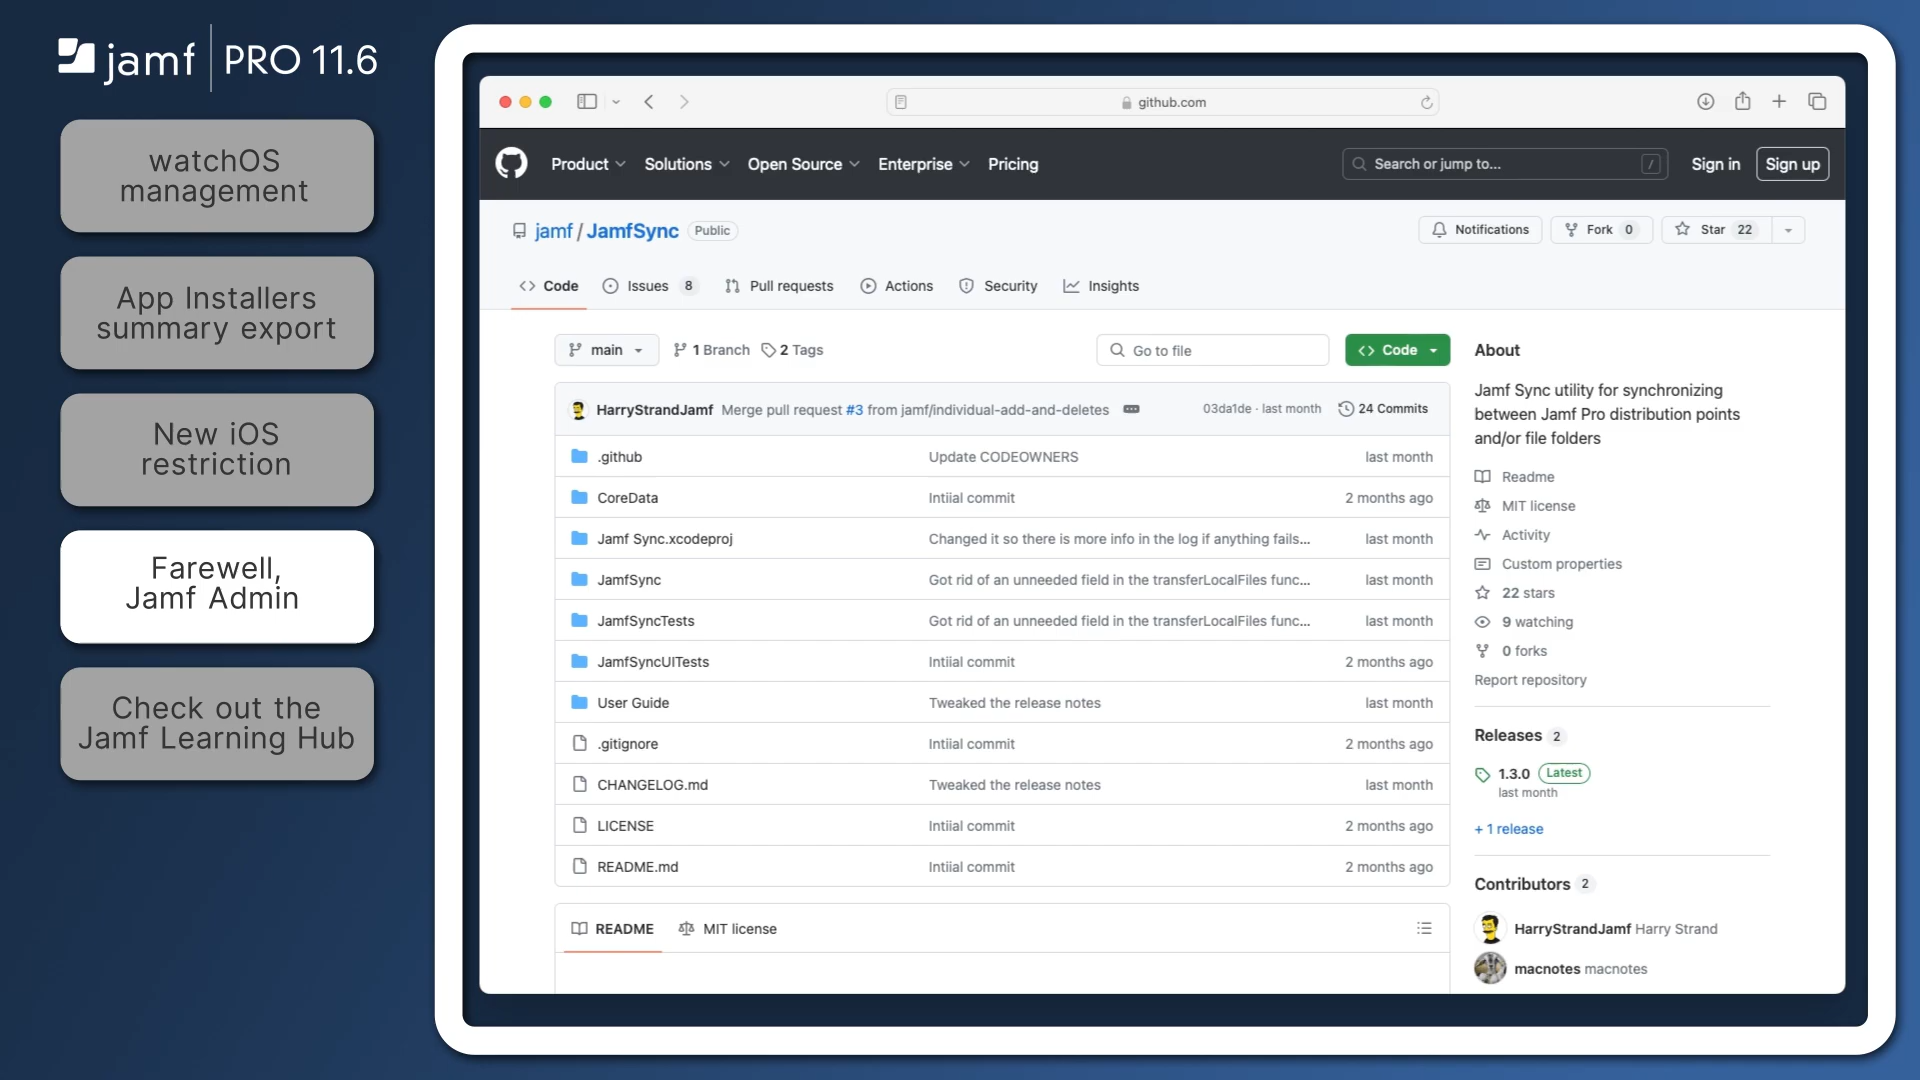 jamf PRO 11.6
watchOS
management
App Installers
summary export
New iOS
restriction
Farewell,
Jamf Admin
Check out the
Jamf Learning Hub
github.com
Product Solutions Open Source Enterprise Pricing Search or jump to... / Sign in Sign up
jamf / JamfSync Public Notifications Fork 0 Star 22
Code Issues 8 Pull requests Actions Security Insights
main 1 Branch 2 Tags Go to file Code
HarryStrandJamf Merge pull request #3 from jamf/individual-add-and-deletes 03da1de · last month 24 Commits
.github Update CODEOWNERS last month
CoreData Intiial commit 2 months ago
Jamf Sync.xcodeproj Changed it so there is more info in the log if anything fails... last month
JamfSync Got rid of an unneeded field in the transferLocalFiles func... last month
JamfSyncTests Got rid of an unneeded field in the transferLocalFiles func... last month
JamfSyncUITests Intiial commit 2 months ago
User Guide Tweaked the release notes last month
.gitignore Intiial commit 2 months ago
CHANGELOG.md Tweaked the release notes last month
LICENSE Intiial commit 2 months ago
README.md Intiial commit 2 months ago
README MIT license
About
Jamf Sync utility for synchronizing
between Jamf Pro distribution points
and/or file folders
Readme
MIT license
Activity
Custom properties
22 stars
9 watching
0 forks
Report repository
Releases 2
1.3.0 Latest
last month
+ 1 release
Contributors 2
HarryStrandJamf Harry Strand
macnotes macnotes